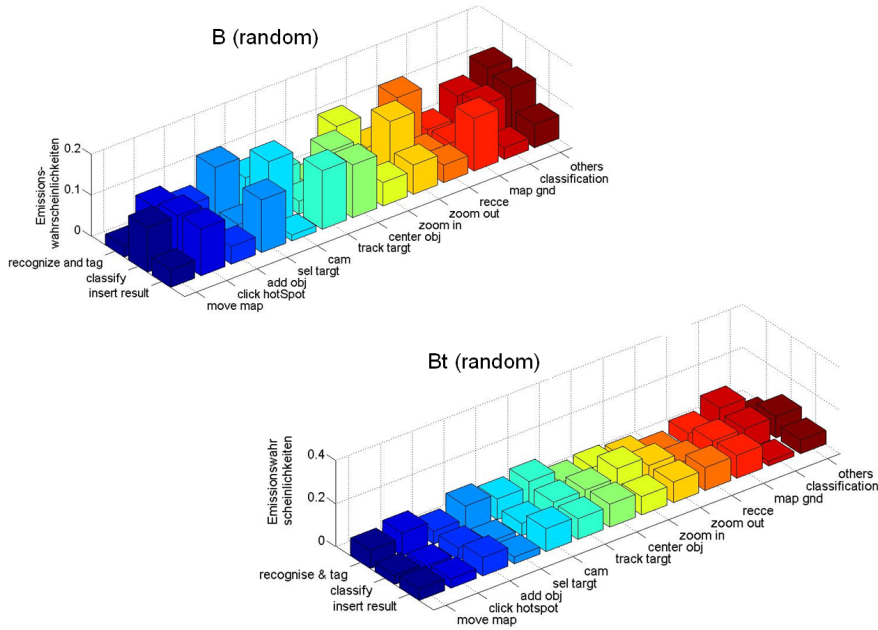 B (random)
0.2
0.1
0
Emissions-
wahrscheinlichkeiten
recognize and tag
classify
insert result
move map
click hotSpot
add obj
sel targt
cam
track targt
center obj
zoom in
zoom out
recce
map gnd
classification
others
Bt (random)
0.4
0.2
0
Emissionswahr
scheinlichkeiten
recognise & tag
classify
insert result
move map
click hotspot
add obj
sel targt
cam
track targt
center obj
zoom in
zoom out
recce
map gnd
classification
others